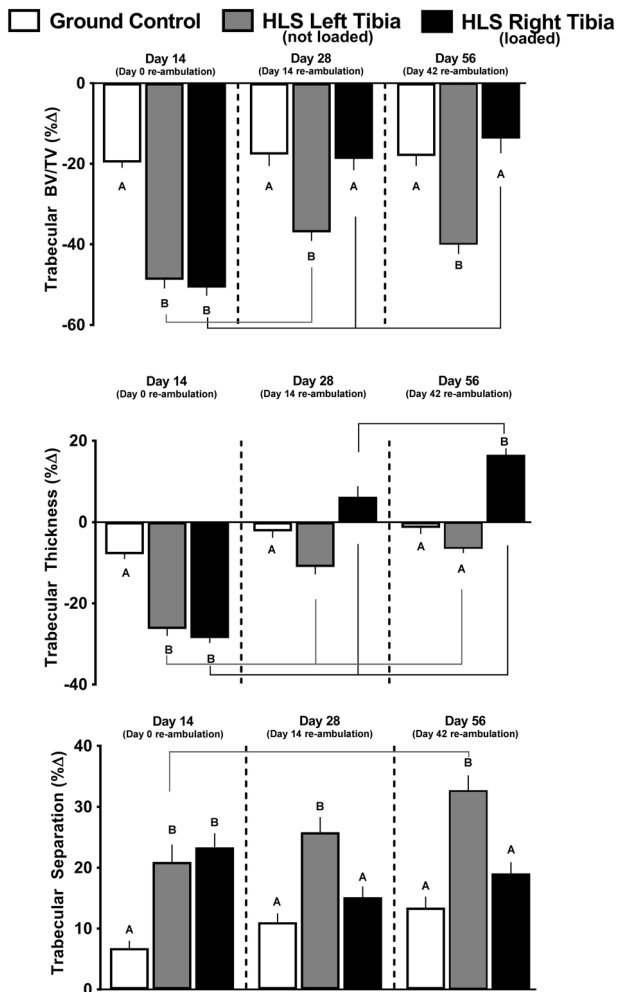 Ground Control HLS Left Tibia HLS Right Tibia
(not loaded) (loaded)
Day 14 Day 28 Day 56
(Day 0 re-ambulation) (Day 14 re-ambulation) (Day 42 re-ambulation)
Trabecular BV/TV (%Δ)
0
-20
-40
-60
A B B
A B A
A B A
Day 14 Day 28 Day 56
(Day 0 re-ambulation) (Day 14 re-ambulation) (Day 42 re-ambulation)
Trabecular Thickness (%Δ)
20
0
-20
-40
A B B
A
A A B
Day 14 Day 28 Day 56
(Day 0 re-ambulation) (Day 14 re-ambulation) (Day 42 re-ambulation)
Trabecular Separation (%Δ)
40
30
20
10
0
A B B
A B A
A B A